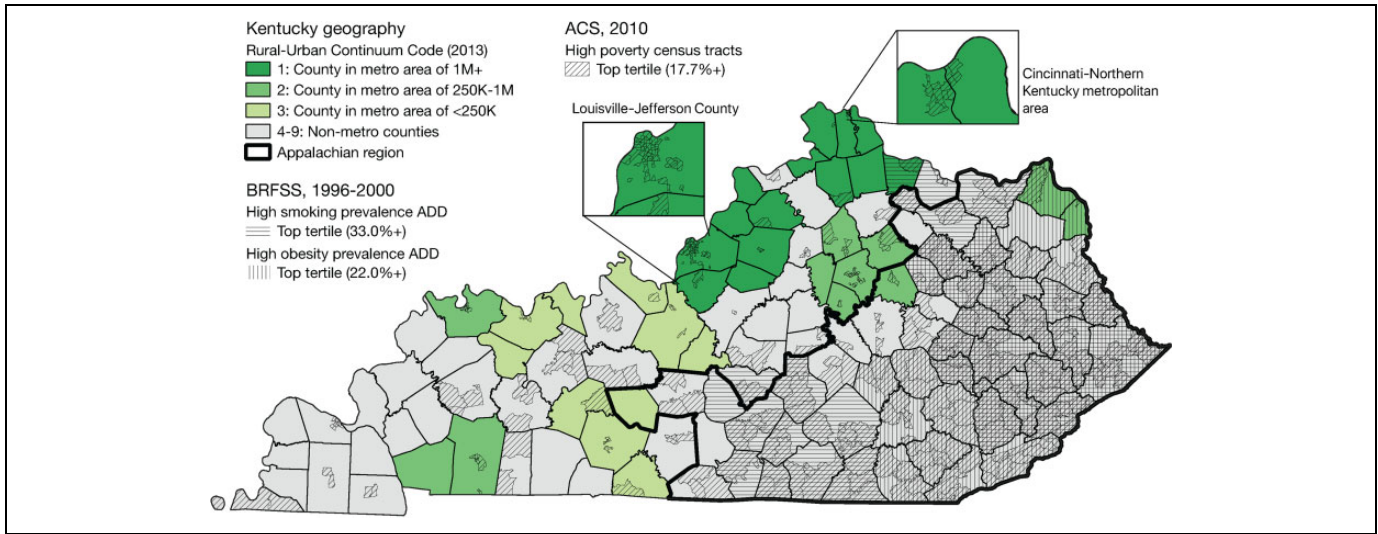 Kentucky geography
Rural-Urban Continuum Code (2013)
1: County in metro area of 1M+
2: County in metro area of 250K-1M
3: County in metro area of <250K
4-9: Non-metro counties
Appalachian region
BRFSS, 1996-2000
High smoking prevalence ADD
Top tertile (33.0%+)
High obesity prevalence ADD
Top tertile (22.0%+)
ACS, 2010
High poverty census tracts
Top tertile (17.7%+)
Louisville-Jefferson County
Cincinnati-Northern
Kentucky metropolitan
area